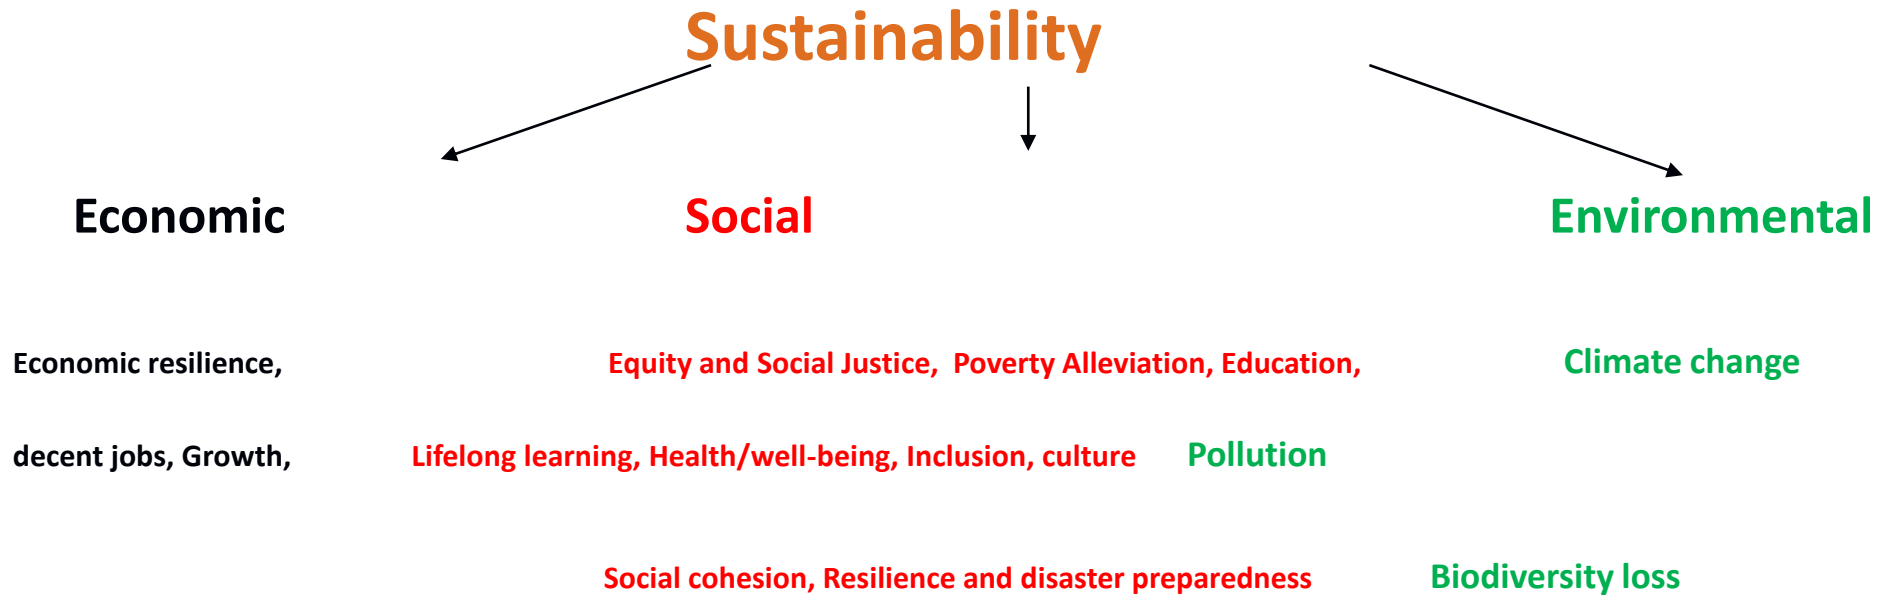 Sustainability
Economic Social Environmental
Economic resilience, Equity and Social Justice, Poverty Alleviation, Education, Climate change
decent jobs, Growth, Lifelong learning, Health/well-being, Inclusion, culture Pollution
Social cohesion, Resilience and disaster preparedness Biodiversity loss